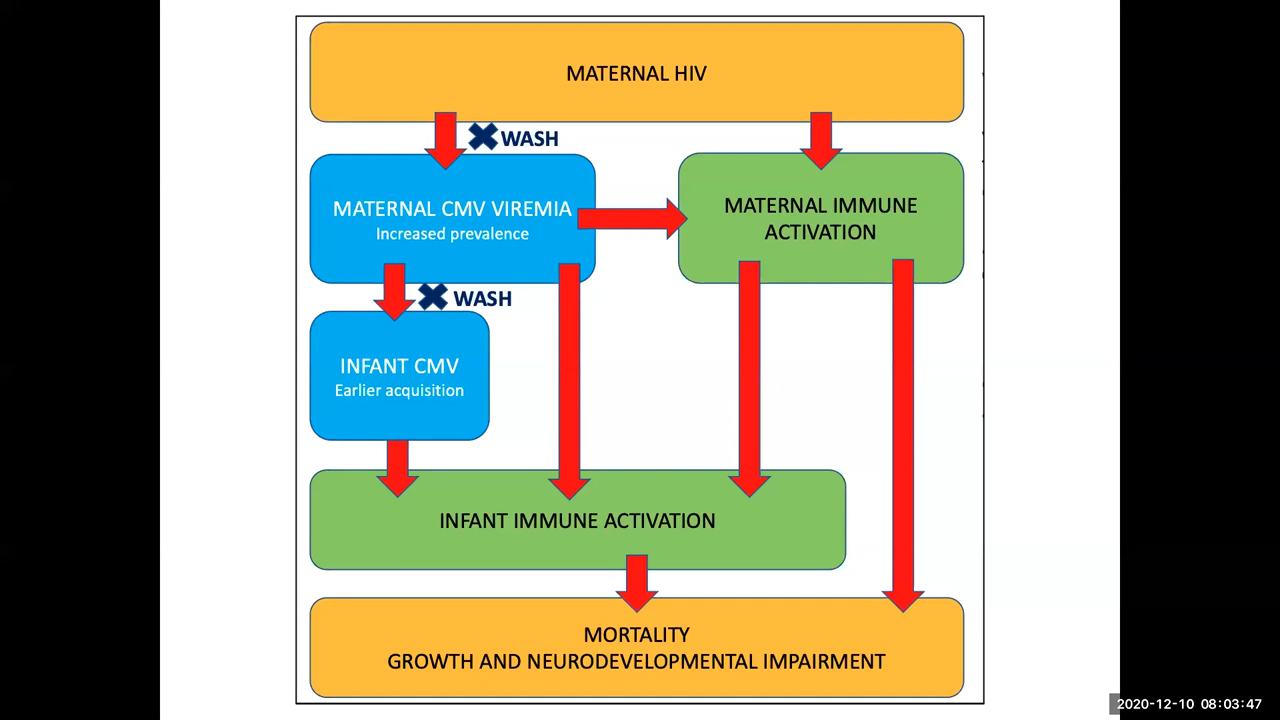 MATERNAL HIV
WASH
MATERNAL CMV VIREMIA
Increased prevalence
MATERNAL IMMUNE
ACTIVATION
WASH
INFANT CMV
Earlier acquisition
INFANT IMMUNE ACTIVATION
MORTALITY
GROWTH AND NEURODEVELOPMENTAL IMPAIRMENT
2020-12-10 08:03:47